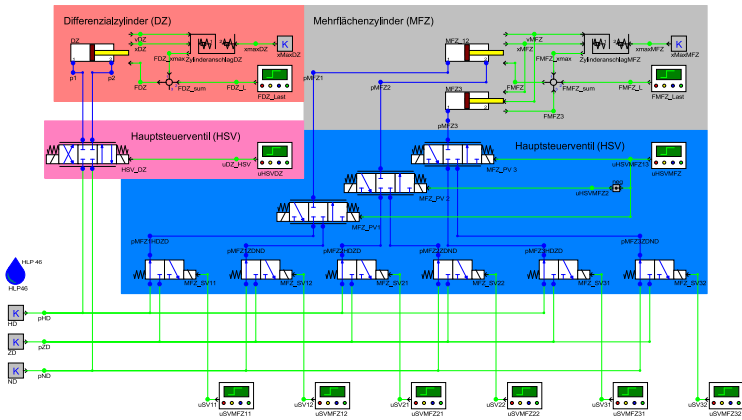 Differenzialzylinder (DZ)
Mehrflächenzylinder (MFZ)
DZ
vDZ
xDZ
FDZ_xmax
ZylinderanschlagDZ
xmaxDZ
K
xMaxDZ
p1
p2
FDZ
FDZ_sum
FDZ_L
FDZ_Last
MFZ_12
vMFZ
xMFZ
FMFZ_xmax
ZylinderanschlagMFZ
xmaxMFZ
K
xMaxMFZ
pMFZ1
pMFZ2
MFZ3
FMFZ
FMFZ_sum
FMFZ_L
FMFZ_Last
FMFZ3
pMFZ3
Hauptsteuerventil (HSV)
Hauptsteuerventil (HSV)
HSV_DZ
uDZ_HSV
uHSVDZ
MFZ_PV.3
uHSVMFZ13
uHSVMFZ
MFZ_PV.2
uHSVMFZ2
MFZ_PV1
pMFZ1HDZD
pMFZ1ZDND
pMFZ2HDZD
pMFZ2ZDND
pMFZ3HDZD
pMFZ3ZDND
MFZ_SV11
MFZ_SV12
MFZ_SV21
MFZ_SV22
MFZ_SV31
MFZ_SV32
HLP 46
HLP46
K
HD
pHD
K
ZD
pZD
K
ND
pND
uSV11
uSVMFZ11
uSV12
uSVMFZ12
uSV21
uSVMFZ21
uSV22
uSVMFZ22
uSV31
uSVMFZ31
uSV32
uSVMFZ32